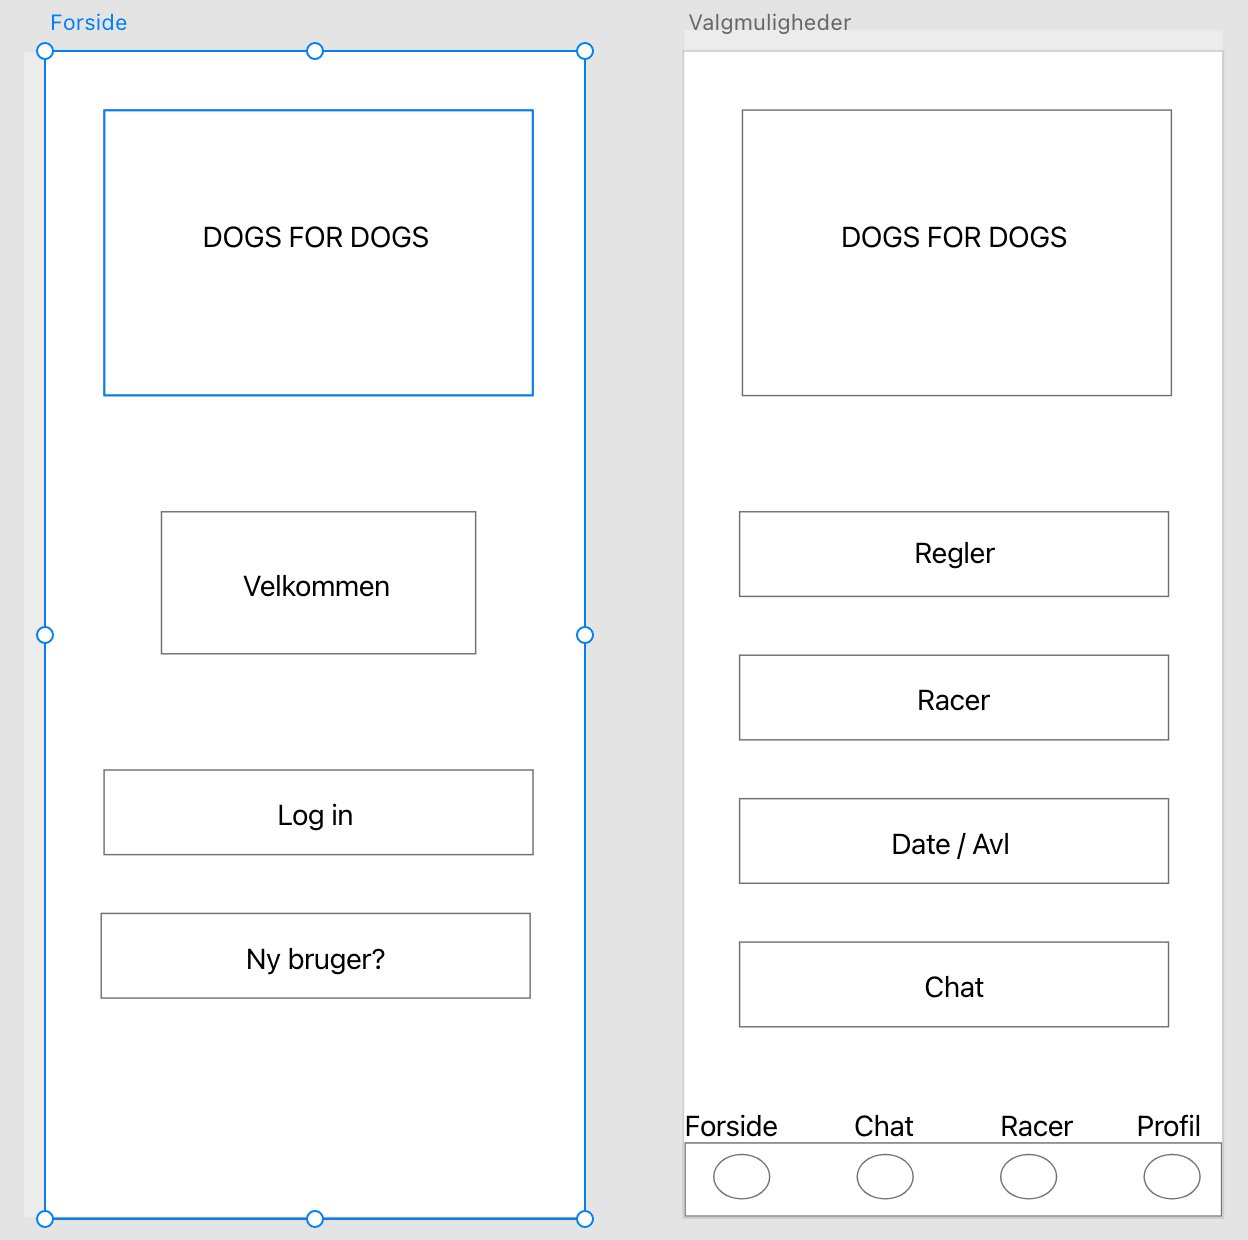 Forside
DOGS FOR DOGS
Velkommen
Log in
Ny bruger?
Valgmuligheder
DOGS FOR DOGS
Regler
Racer
Date / Avl
Chat
Forside Chat Racer Profil